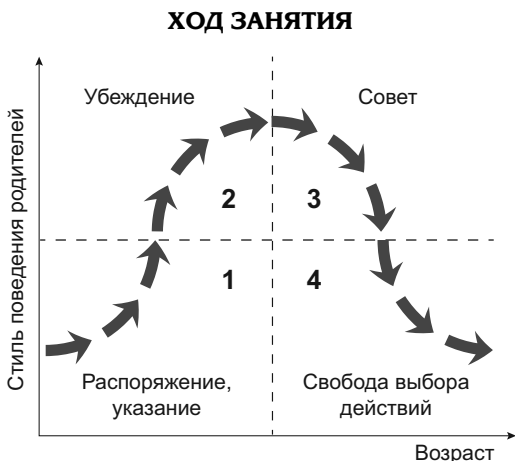 ХОД ЗАНЯТИЯ
Стиль поведения родителей
Убеждение
Совет
2
3
1
4
Распоряжение,
указание
Свобода выбора
действий
Возраст